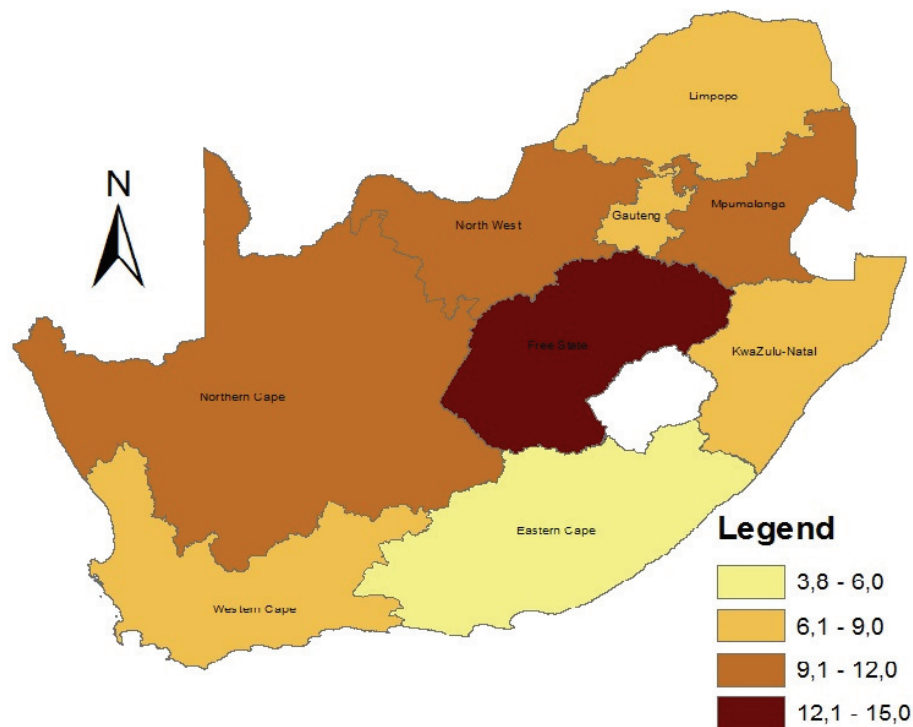 Limpopo
N
North West
Gauteng
Mpumalanga
Free State
KwaZulu-Natal
Northern Cape
Eastern Cape
Western Cape
Legend
3,8 - 6,0
6,1 - 9,0
9,1 - 12,0
12,1 - 15,0